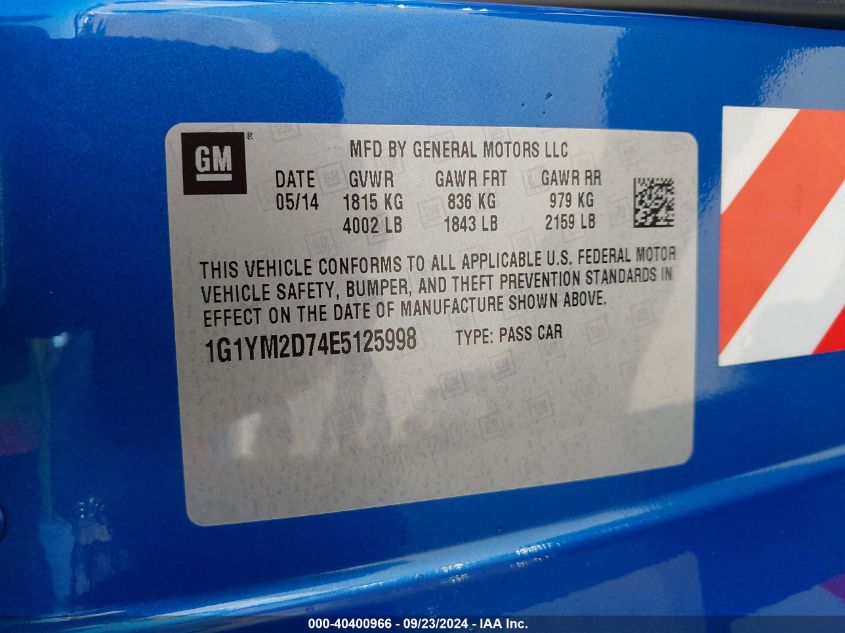 GM ®
MFD BY GENERAL MOTORS LLC
DATE GVWR GAWR FRT GAWR RR
05/14 1815 KG 836 KG 979 KG
4002 LB 1843 LB 2159 LB
THIS VEHICLE CONFORMS TO ALL APPLICABLE U.S. FEDERAL MOTOR
VEHICLE SAFETY, BUMPER, AND THEFT PREVENTION STANDARDS IN
EFFECT ON THE DATE OF MANUFACTURE SHOWN ABOVE.
1G1YM2D74E5125998 TYPE: PASS CAR
000-40400966 - 09/23/2024 - IAA Inc.